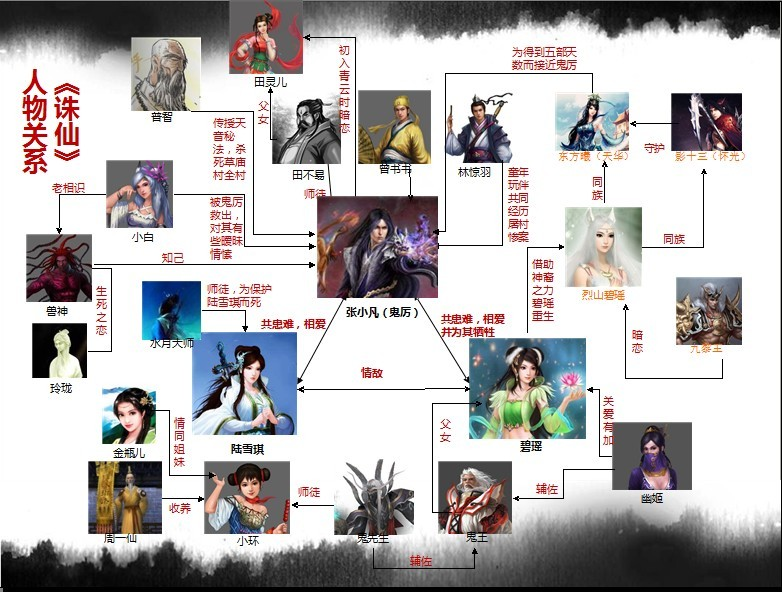 《诛仙》
人物关系
田灵儿
初入青云时暗恋
为得到五部天
数而接近鬼厉
普智
父女
传授天
音秘
法，杀
死草庙
村全村
田不易
曾书书
林惊羽
东方曦（天华）
守护
影十三（怀光）
老相识
小白
师徒
童年
玩伴
共同
经历
屠村
惨案
同族
被鬼厉
救出，
对其有
些暧昧
情愫
同族
知己
兽神
师徒，为保护
陆雪琪而死
张小凡（鬼厉）
借助
神裔
之力
碧瑶
重生
烈山碧瑶
生死之恋
水月大师
共患难，相爱
共患难，相爱
并为其牺牲
暗恋
九黎王
玲珑
情敌
陆雪琪
碧瑶
金瓶儿
情同姐妹
父女
关爱有加
收养
师徒
辅佐
幽姬
周一仙
小环
鬼先生
鬼王
辅佐